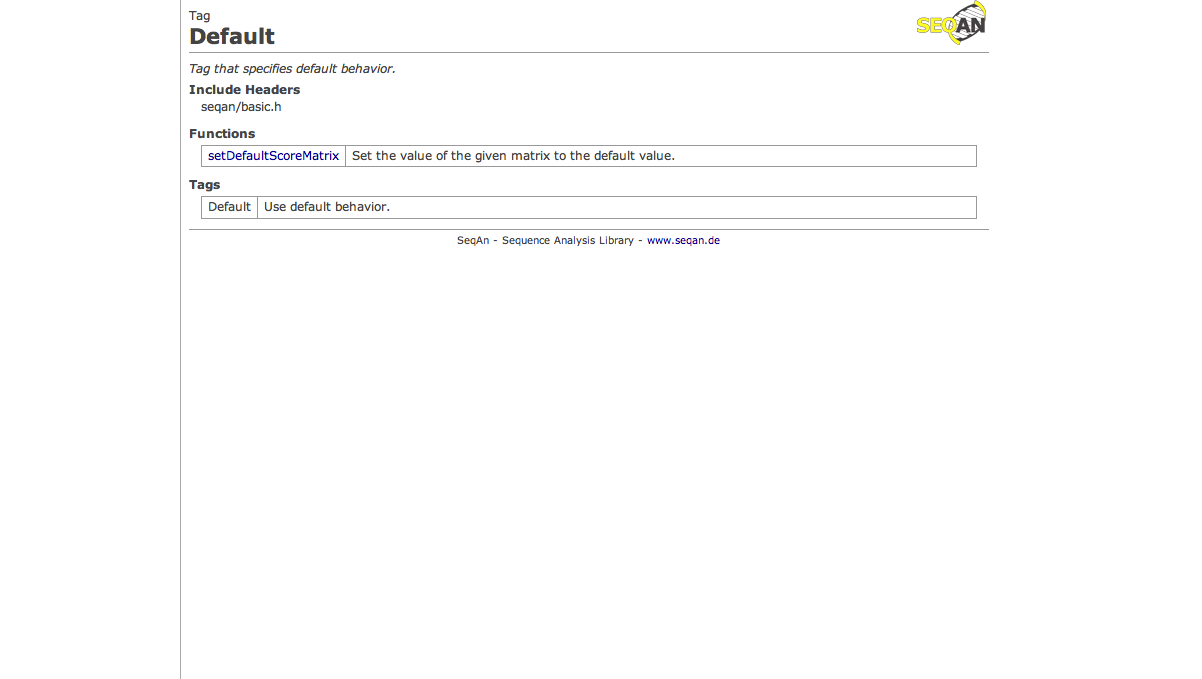 Tag
SEQAN
Default
Tag that specifies default behavior.
Include Headers
seqan/basic.h
Functions
setDefaultScoreMatrix Set the value of the given matrix to the default value.
Tags
Default Use default behavior.
SeqAn - Sequence Analysis Library - www.seqan.de